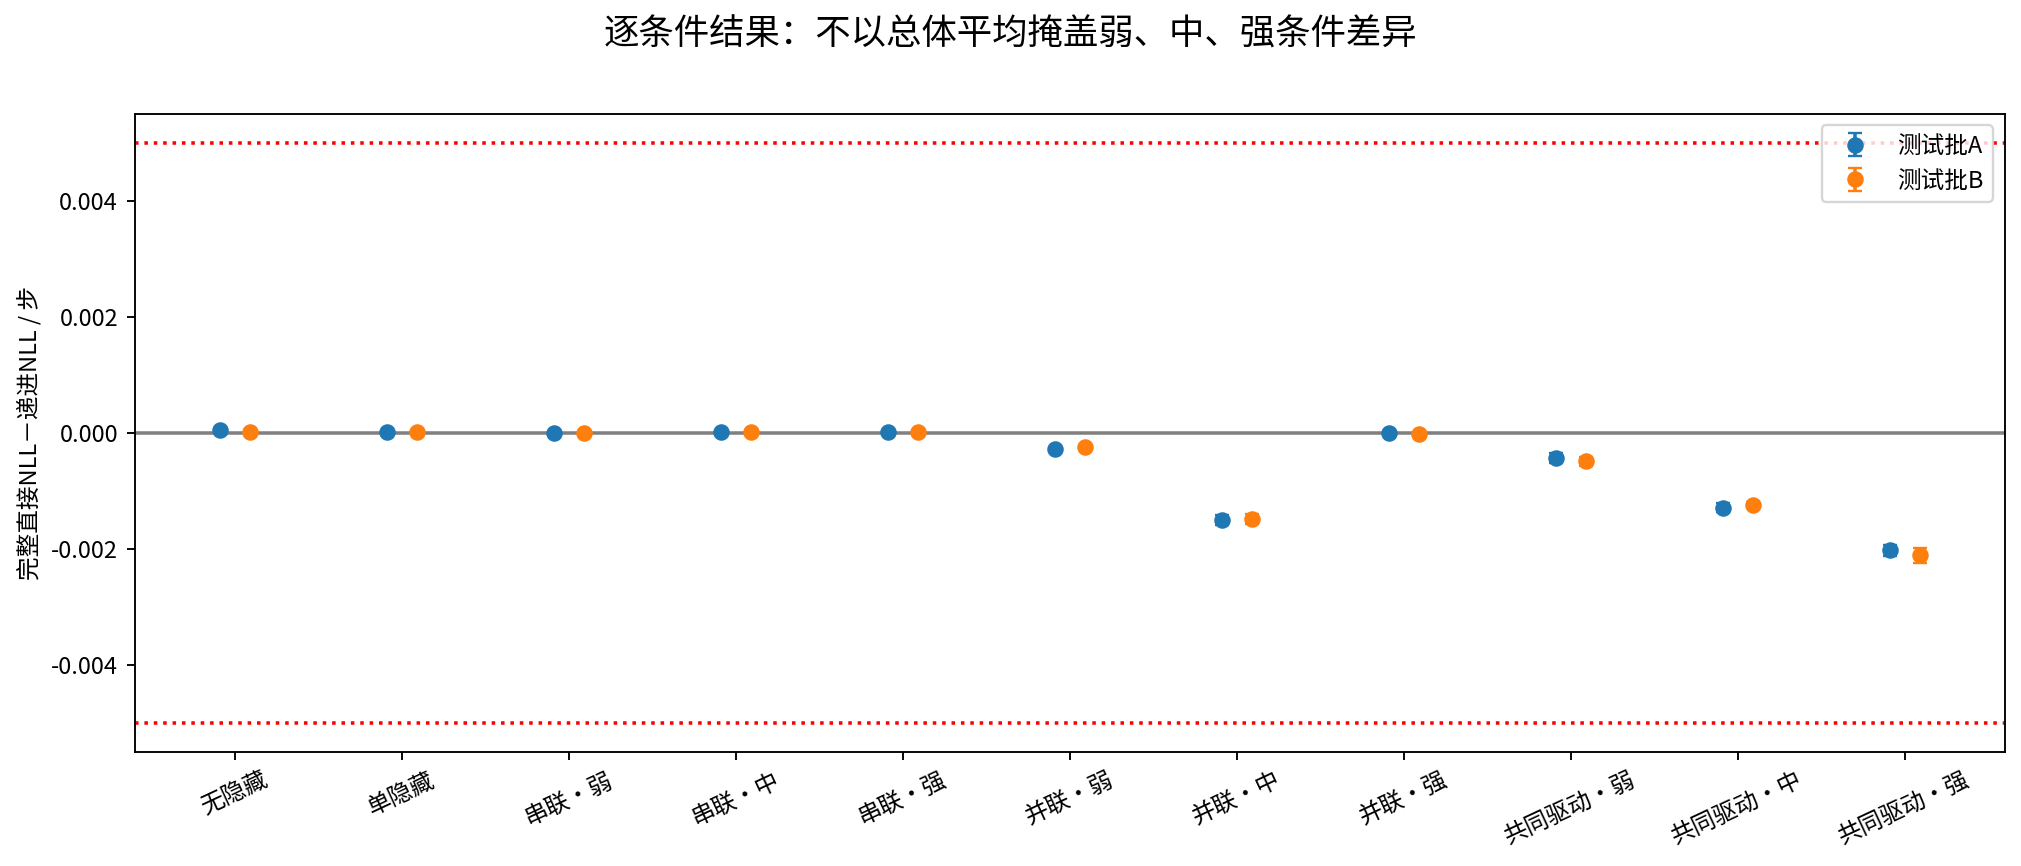 逐条件结果：不以总体平均掩盖弱、中、强条件差异
完整直接NLL－递进NLL / 步
0.004
0.002
0.000
-0.002
-0.004
测试批A
测试批B
无隐藏
单隐藏
串联・弱
串联・中
串联・强
并联・弱
并联・中
并联・强
共同驱动・弱
共同驱动・中
共同驱动・强